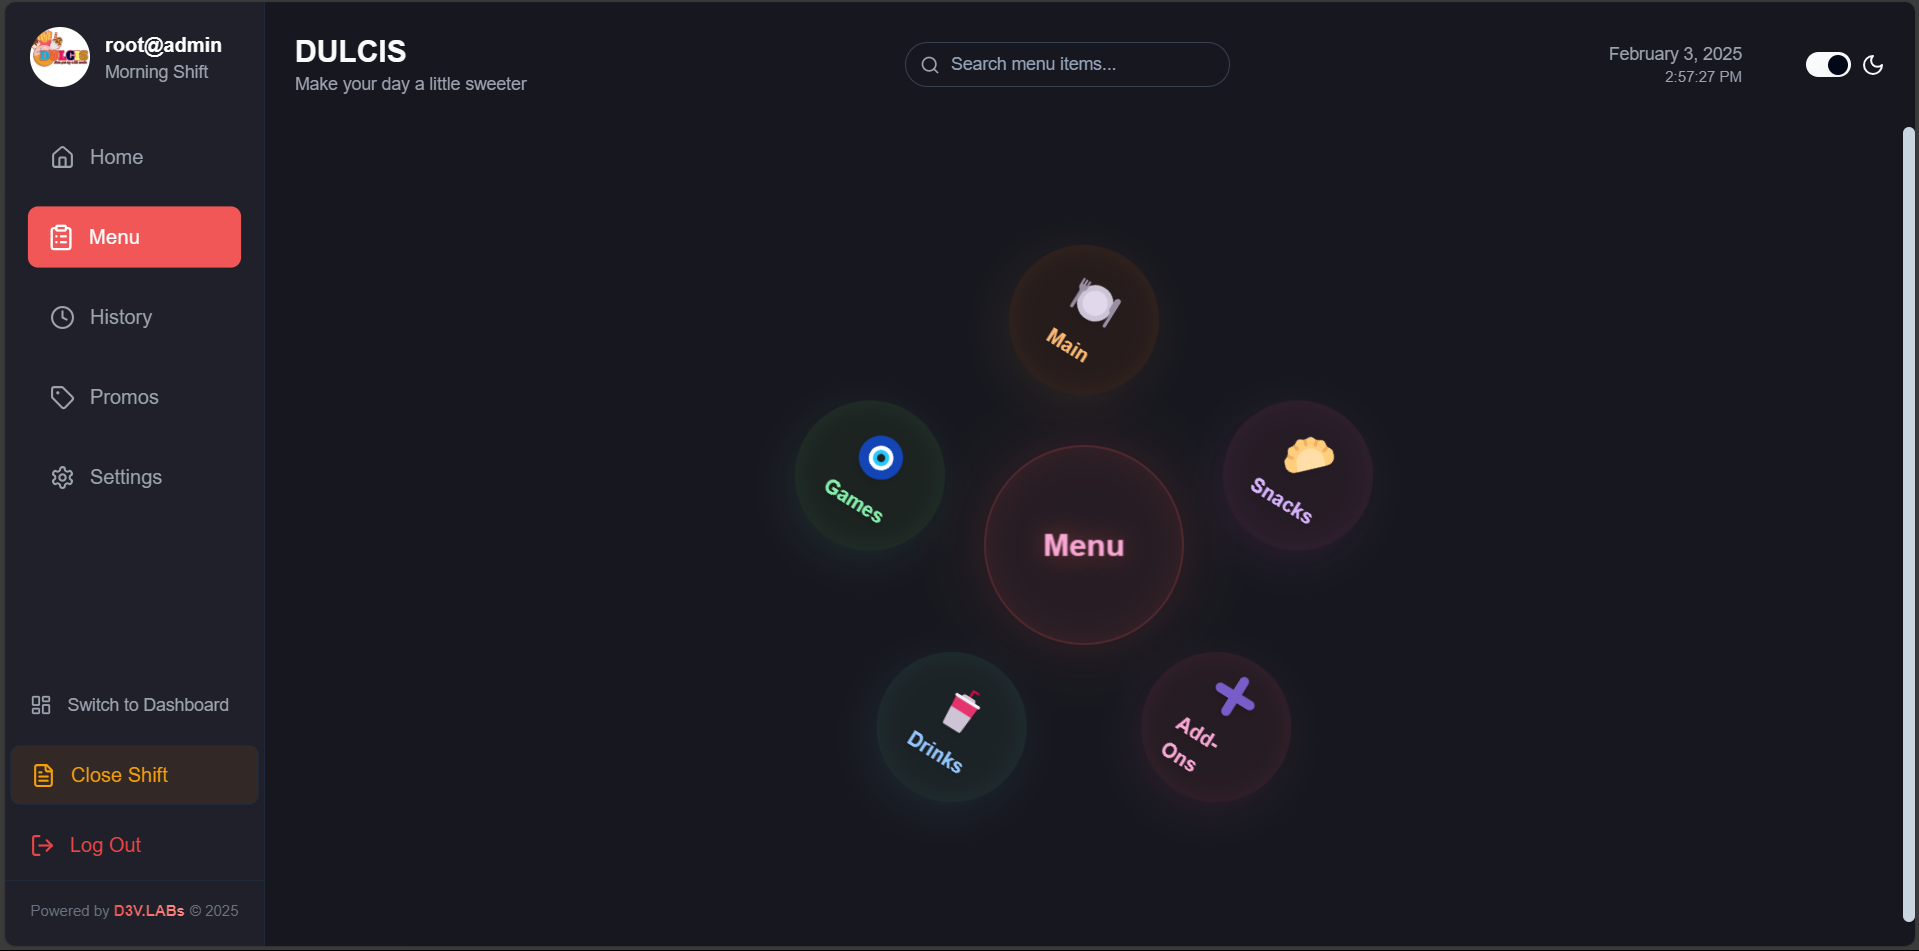 DULCIS
root@admin
Morning Shift
Home
Menu
History
Promos
Settings
Switch to Dashboard
Close Shift
Log Out
Powered by D3V.LABs © 2025
DULCIS
Make your day a little sweeter
Search menu items...
February 3, 2025
2:57:27 PM
Main
Games
Snacks
Menu
Drinks
Add-
Ons